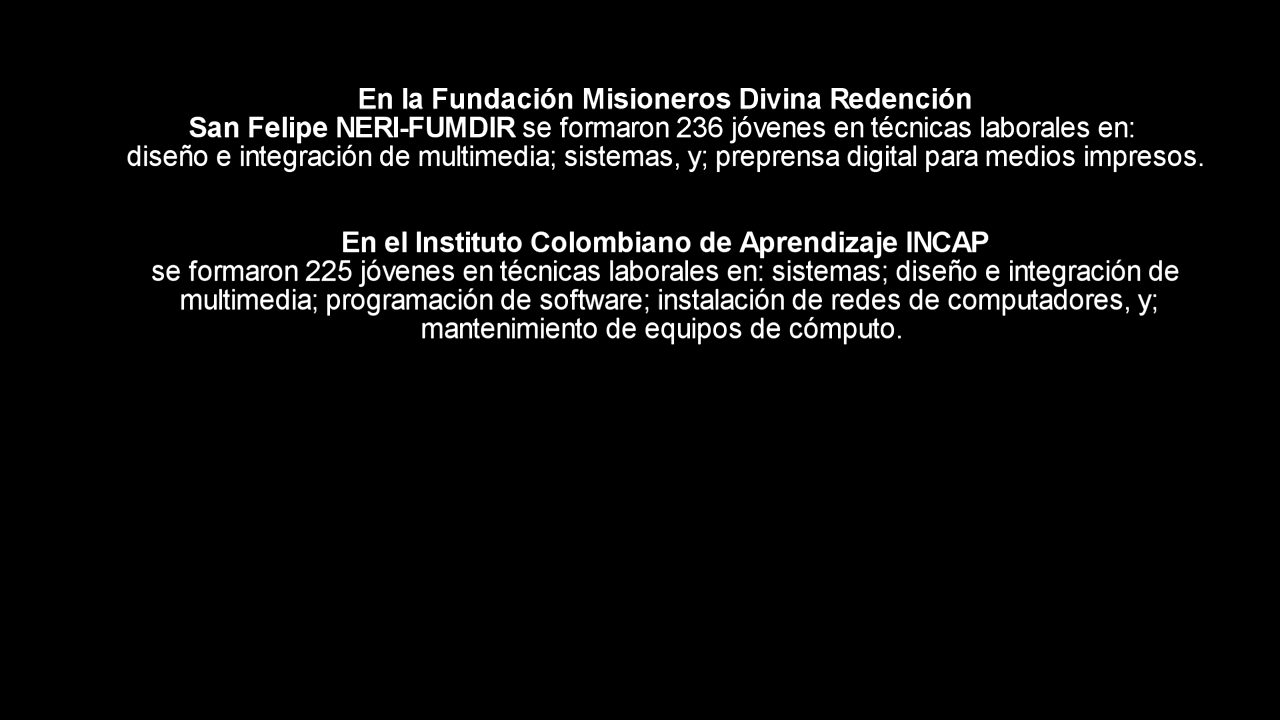 En la Fundación Misioneros Divina Redención
San Felipe NERI-FUMDIR se formaron 236 jóvenes en técnicas laborales en:
diseño e integración de multimedia; sistemas, y; preprensa digital para medios impresos.
En el Instituto Colombiano de Aprendizaje INCAP
se formaron 225 jóvenes en técnicas laborales en: sistemas; diseño e integración de
multimedia; programación de software; instalación de redes de computadores, y;
mantenimiento de equipos de cómputo.